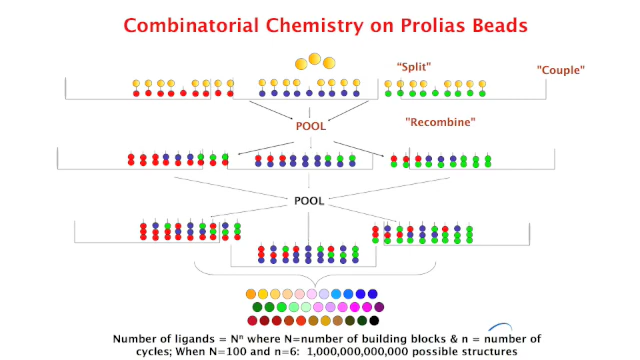 Combinatorial Chemistry on Prolias Beads
"Split"
"Couple"
POOL
"Recombine"
POOL
Number of ligands = Nⁿ where N=number of building blocks & n = number of
cycles; When N=100 and n=6: 1,000,000,000,000 possible structures